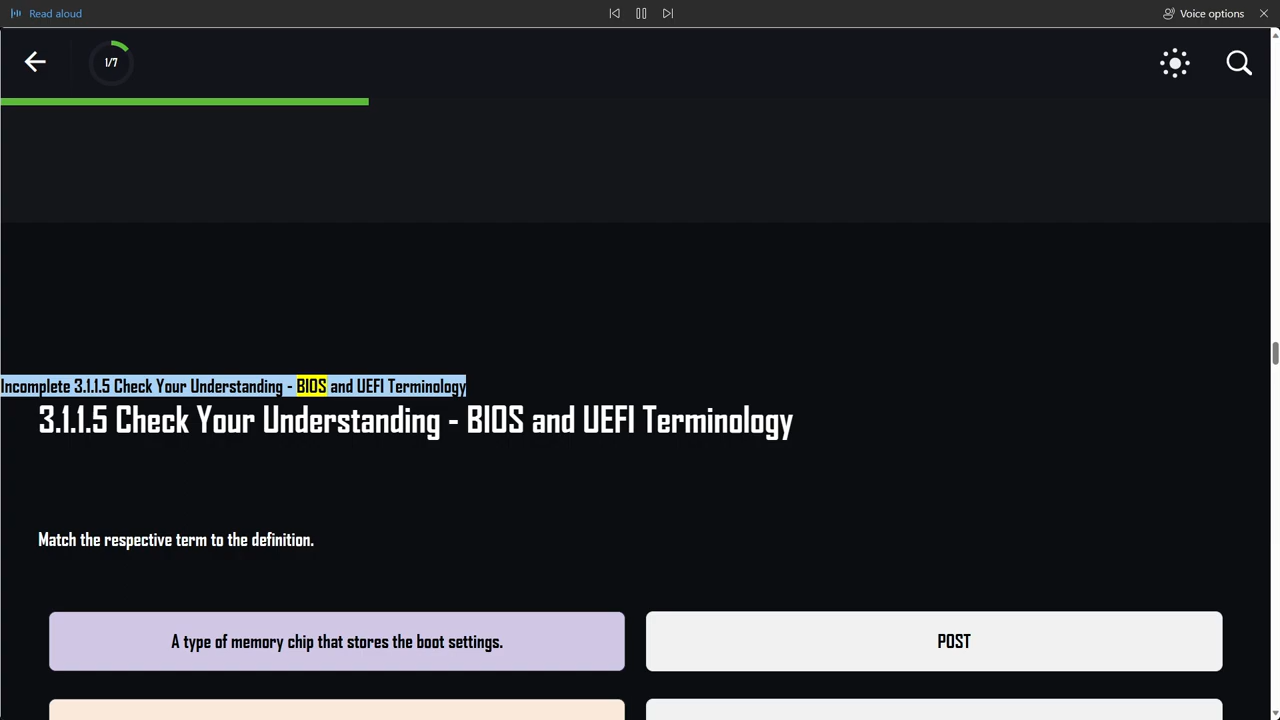 Read aloud
Voice options
1/7
Incomplete 3.1.1.5 Check Your Understanding - BIOS and UEFI Terminology
3.1.1.5 Check Your Understanding - BIOS and UEFI Terminology
Match the respective term to the definition.
A type of memory chip that stores the boot settings.
POST